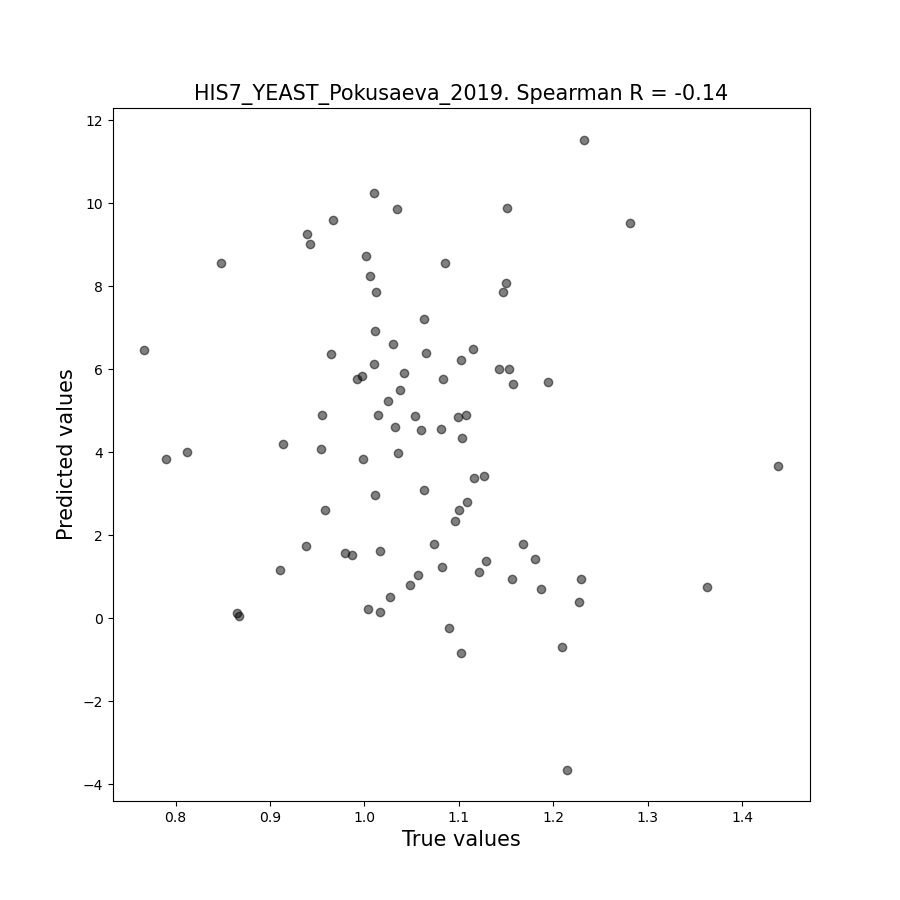 HIS7_YEAST_Pokusaeva_2019. Spearman R = -0.14
12
10
8
6
4
2
0
−2
−4
Predicted values
0.8 0.9 1.0 1.1 1.2 1.3 1.4
True values